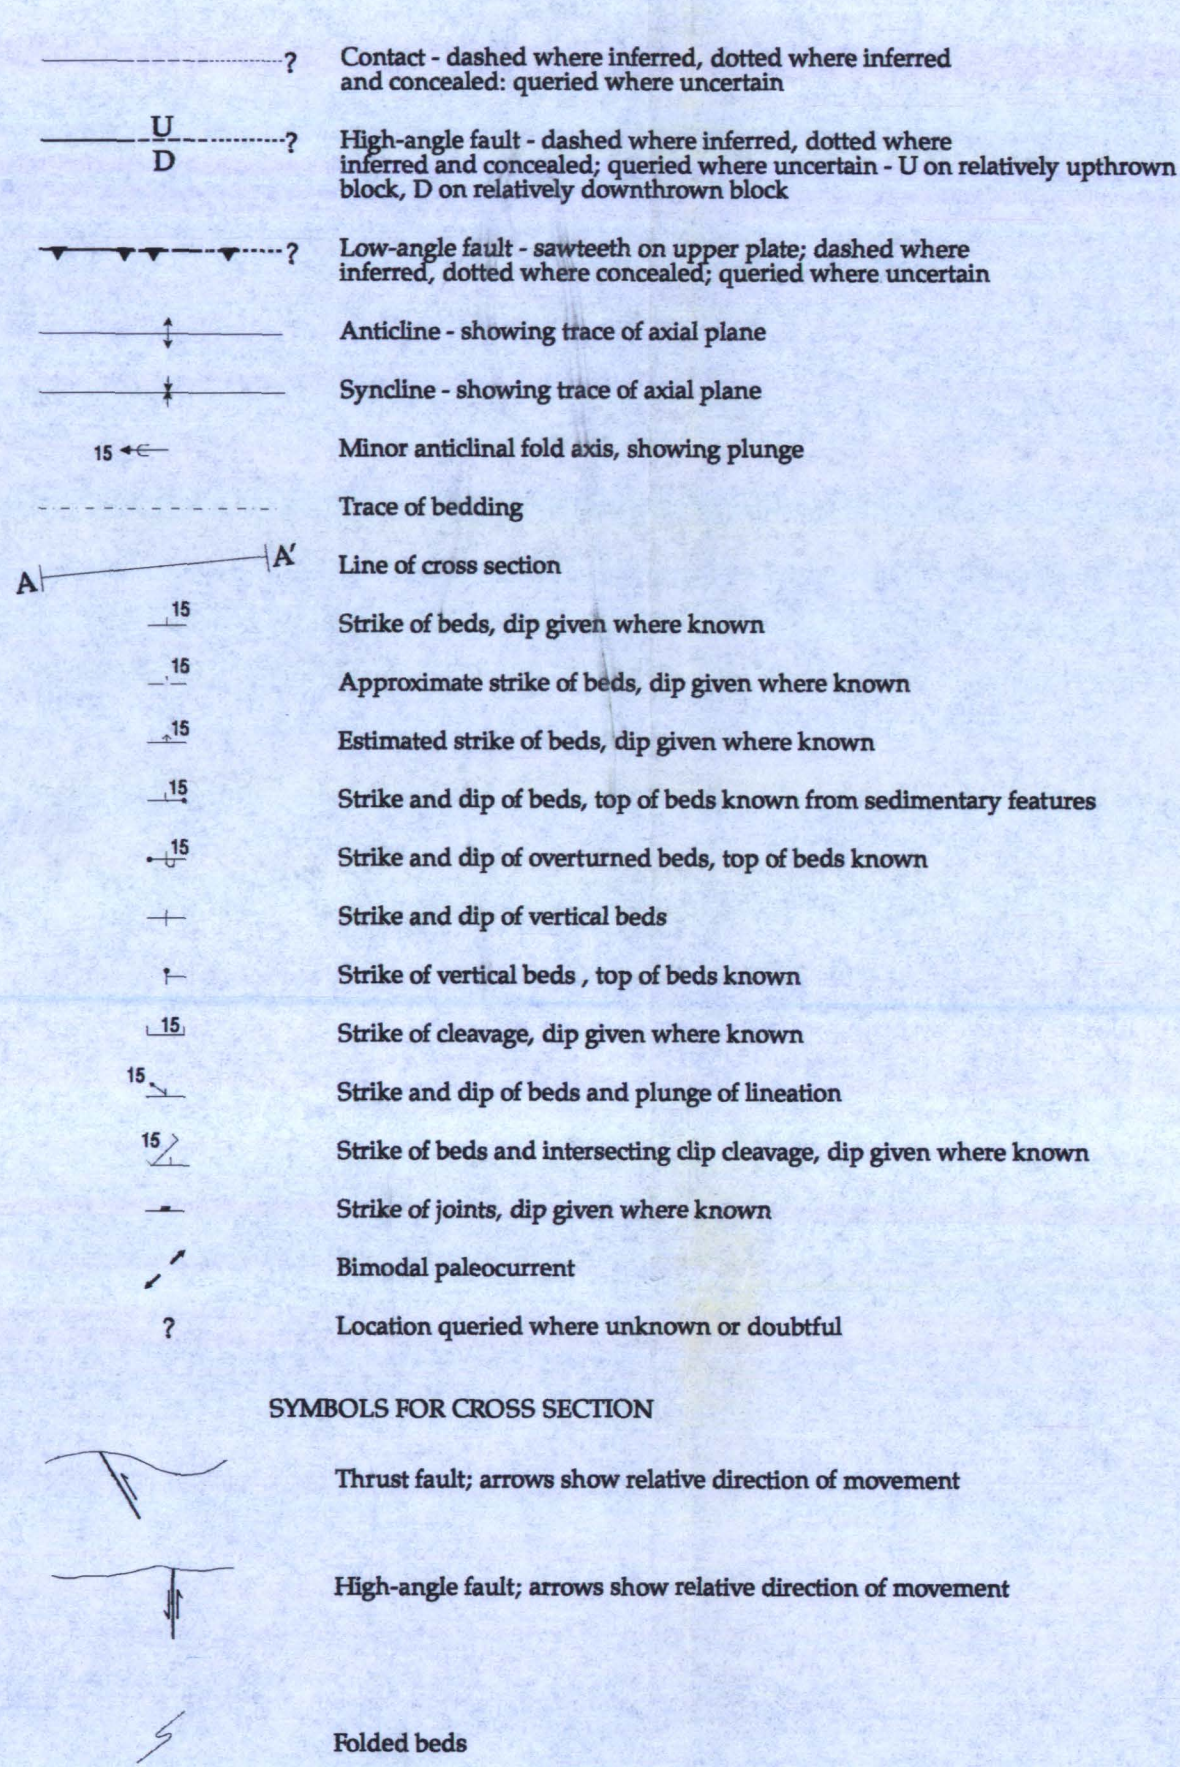 ? Contact - dashed where inferred, dotted where inferred
and concealed: queried where uncertain
U
D
? High-angle fault - dashed where inferred, dotted where
inferred and concealed; queried where uncertain - U on relatively upthrown
block, D on relatively downthrown block
? Low-angle fault - sawteeth on upper plate; dashed where
inferred, dotted where concealed; queried where uncertain
Anticline - showing trace of axial plane
Syncline - showing trace of axial plane
15 Minor anticlinal fold axis, showing plunge
Trace of bedding
A A' Line of cross section
15 Strike of beds, dip given where known
15 Approximate strike of beds, dip given where known
15 Estimated strike of beds, dip given where known
15 Strike and dip of beds, top of beds known from sedimentary features
15 Strike and dip of overturned beds, top of beds known
Strike and dip of vertical beds
Strike of vertical beds , top of beds known
15 Strike of cleavage, dip given where known
15 Strike and dip of beds and plunge of lineation
15 Strike of beds and intersecting clip cleavage, dip given where known
Strike of joints, dip given where known
Bimodal paleocurrent
? Location queried where unknown or doubtful
SYMBOLS FOR CROSS SECTION
Thrust fault; arrows show relative direction of movement
High-angle fault; arrows show relative direction of movement
Folded beds